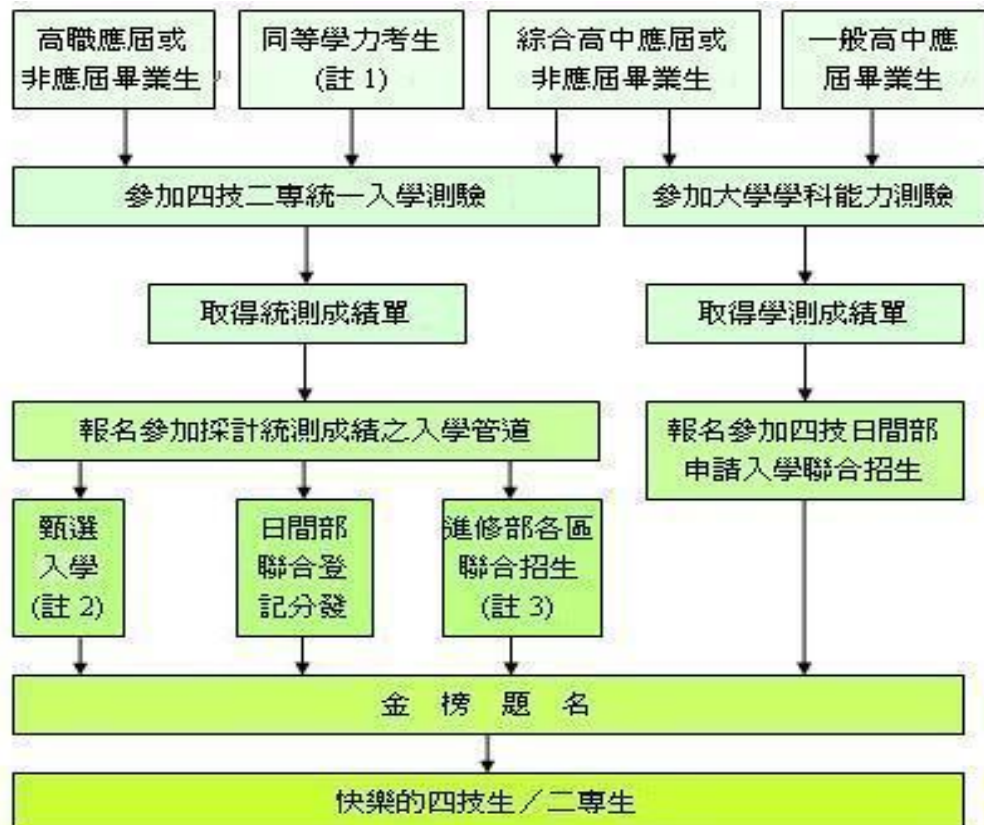 高職應屆或
非應屆畢業生
同等學力考生
(註 1)
綜合高中應屆或
非應屆畢業生
一般高中應
屆畢業生
參加四技二專統一入學測驗
參加大學學科能力測驗
取得統測成績單
取得學測成績單
報名參加採計統測成績之入學管道
報名參加四技日間部
申請入學聯合招生
甄選
入學
(註 2)
日間部
聯合登
記分發
進修部各區
聯合招生
(註 3)
金 榜 題 名
快樂的四技生／二專生